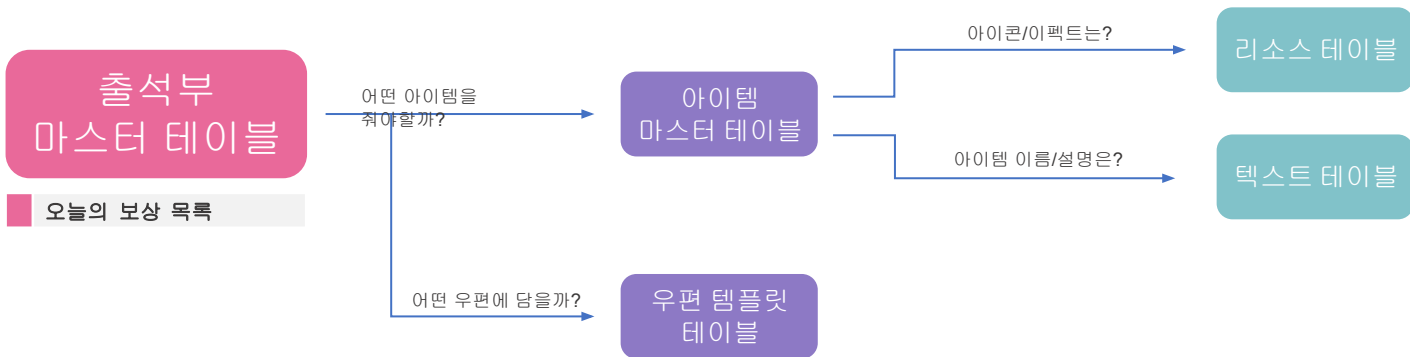 출석부
마스터 테이블
오늘의 보상 목록
어떤 아이템을
줘야할까?
어떤 우편에 담을까?
아이템
마스터 테이블
우편 템플릿
테이블
아이콘/이펙트는?
아이템 이름/설명은?
리소스 테이블
텍스트 테이블